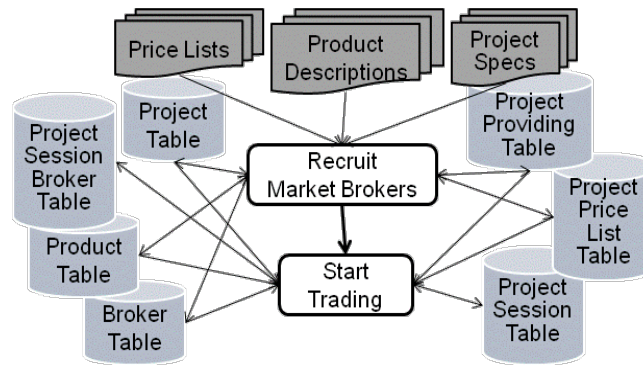 Price Lists
Product
Descriptions
Project
Specs
Project
Table
Project
Session
Broker
Table
Product
Table
Broker
Table
Recruit
Market Brokers
Start
Trading
Project
Providing
Table
Project
Price
List
Table
Project
Session
Table